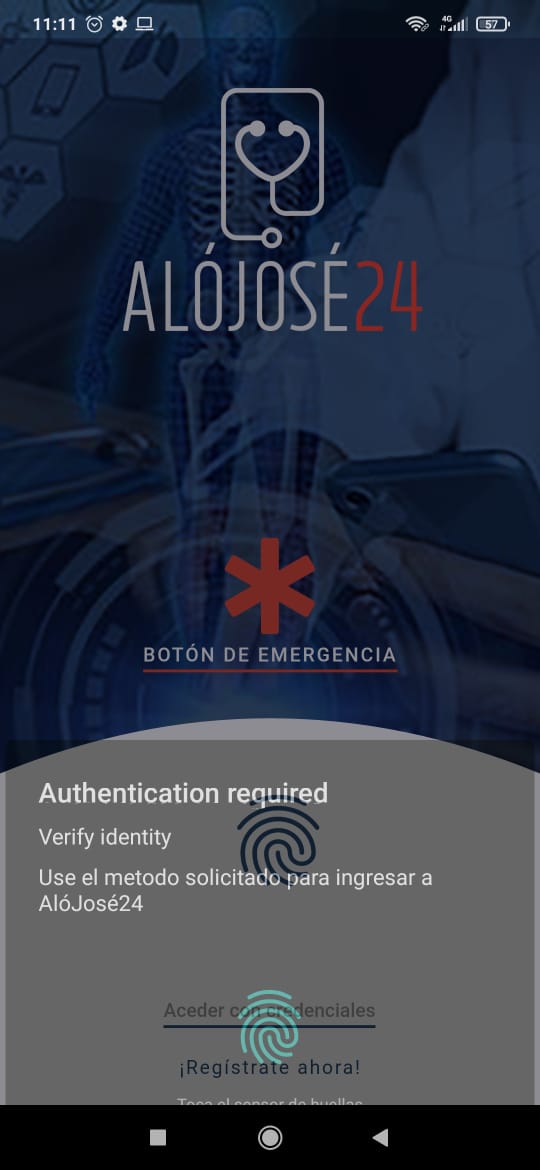 11:11
4G
57
ALÓJOSÉ24
BOTÓN DE EMERGENCIA
Authentication required
Verify identity
Use el metodo solicitado para ingresar a
AlóJosé24
Aceder con credenciales
¡Regístrate ahora!
Toca el sensor de huellas